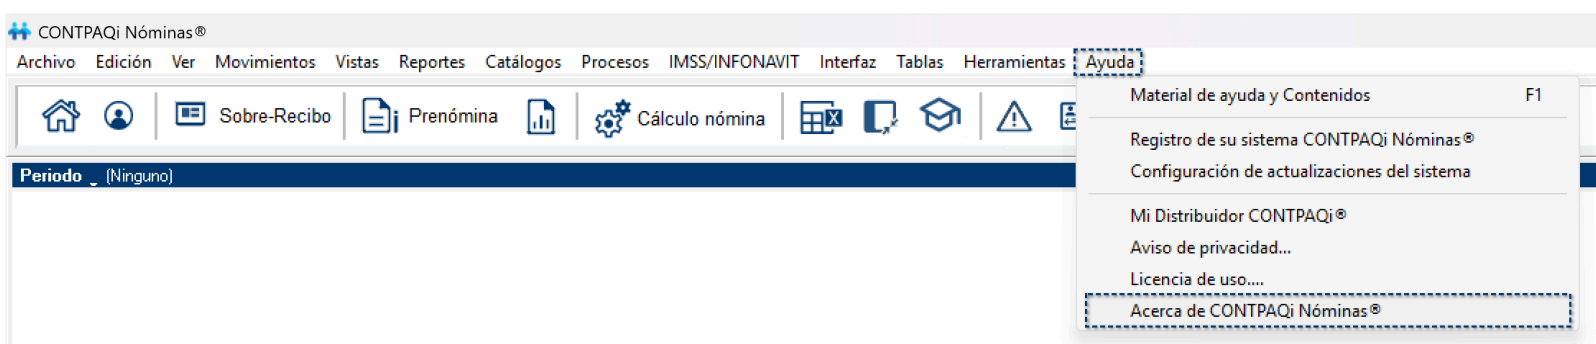 CONTPAQi Nóminas®
Archivo Edición Ver Movimientos Vistas Reportes Catálogos Procesos IMSS/INFONAVIT Interfaz Tablas Herramientas Ayuda
Sobre-Recibo Prenómina Cálculo nómina
Periodo (Ninguno)
Material de ayuda y Contenidos F1
Registro de su sistema CONTPAQi Nóminas®
Configuración de actualizaciones del sistema
Mi Distribuidor CONTPAQi®
Aviso de privacidad...
Licencia de uso....
Acerca de CONTPAQi Nóminas®